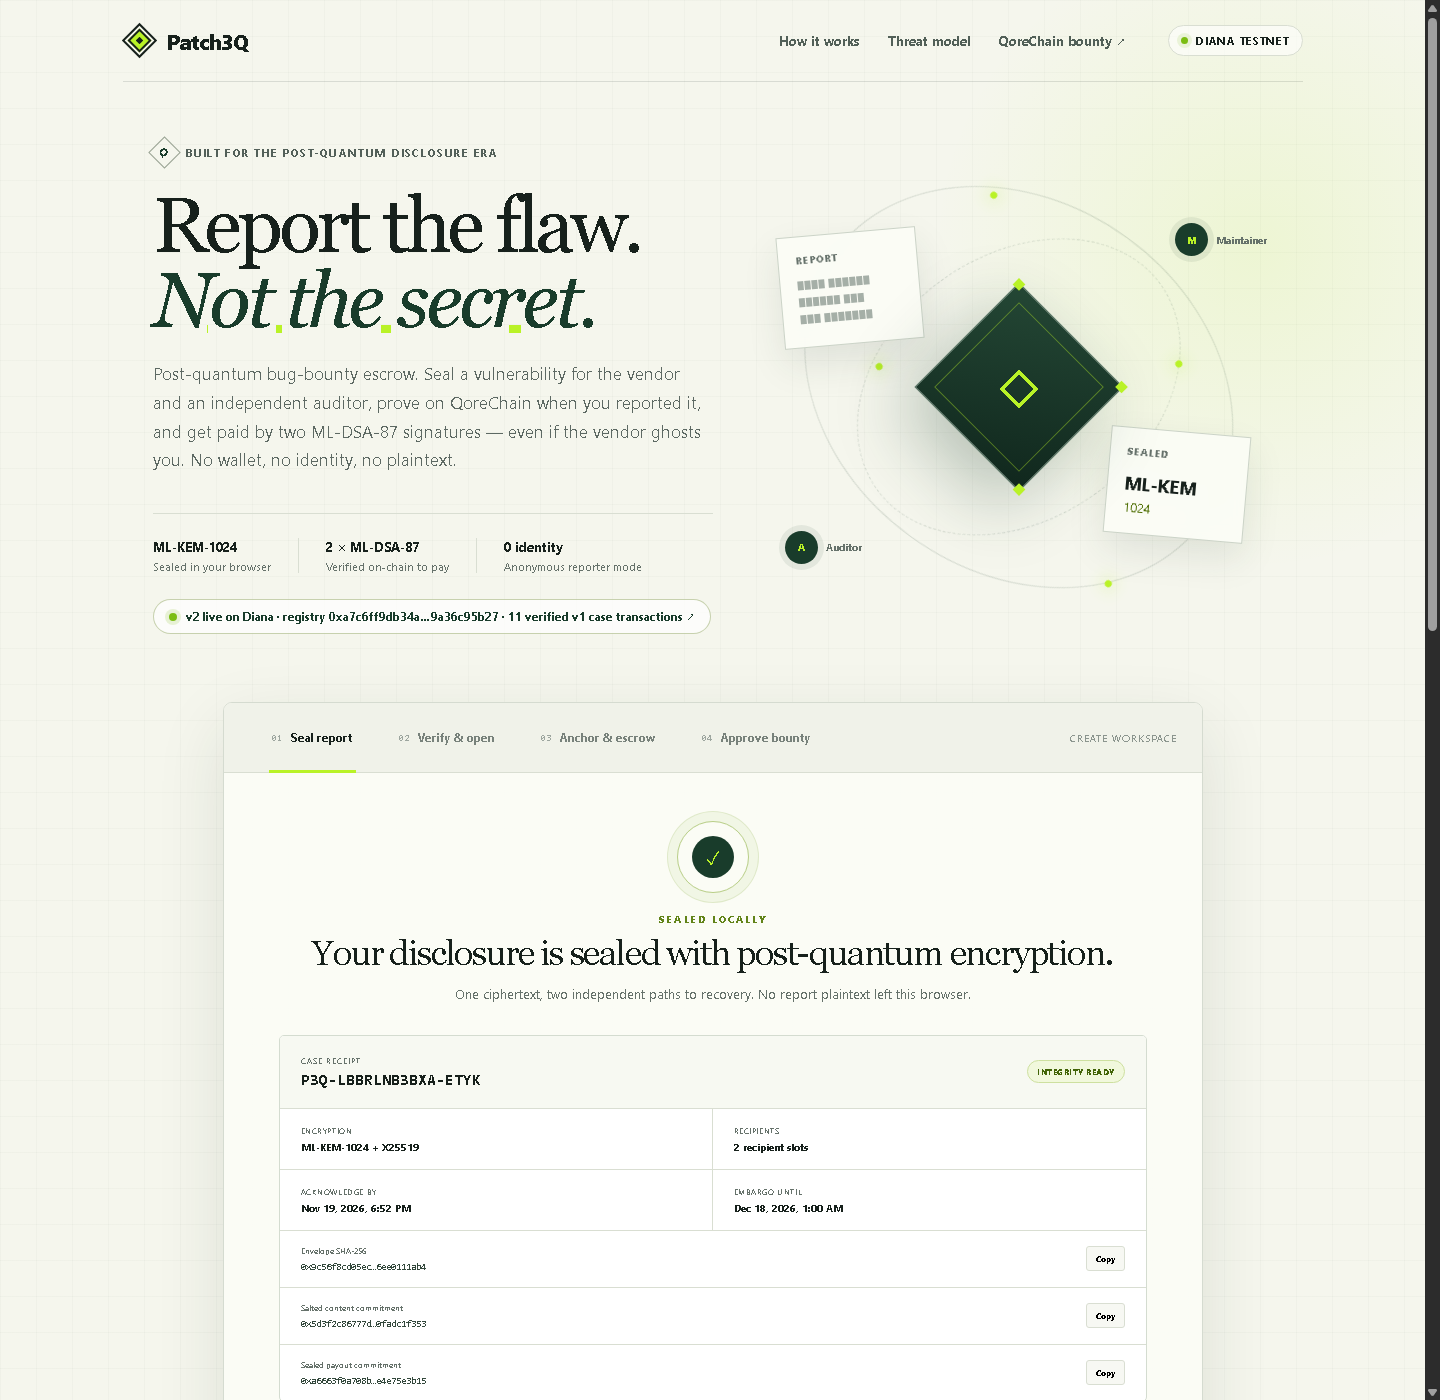 Patch3Q
How it works
Threat model
QoreChain bounty ↗
DIANA TESTNET
BUILT FOR THE POST-QUANTUM DISCLOSURE ERA
Report the flaw.
Not the secret.
Post-quantum bug-bounty escrow. Seal a vulnerability for the vendor
and an independent auditor, prove on QoreChain when you reported it,
and get paid by two ML-DSA-87 signatures — even if the vendor ghosts
you. No wallet, no identity, no plaintext.
ML-KEM-1024
Sealed in your browser
2 × ML-DSA-87
Verified on-chain to pay
0 identity
Anonymous reporter mode
v2 live on Diana · registry 0xa7c6ff9db34a…9a36c95b27 · 11 verified v1 case transactions ↗
REPORT
M
Maintainer
SEALED
ML-KEM
1024
A
Auditor
01 Seal report
02 Verify & open
03 Anchor & escrow
04 Approve bounty
CREATE WORKSPACE
✓
SEALED LOCALLY
Your disclosure is sealed with post-quantum encryption.
One ciphertext, two independent paths to recovery. No report plaintext left this browser.
CASE RECEIPT
P3Q-LBBRLNB3BXA-ETYK
INTEGRITY READY
ENCRYPTION
ML-KEM-1024 + X25519
RECIPIENTS
2 recipient slots
ACKNOWLEDGE BY
Nov 19, 2026, 6:52 PM
EMBARGO UNTIL
Dec 18, 2026, 1:00 AM
Envelope SHA-256
0x9c56f8cd05ec…6ee0111ab4
Copy
Salted content commitment
0x5d3f2c86777d…0fadc1f353
Copy
Sealed payout commitment
0xa6663f0a708b…e4e75e3b15
Copy